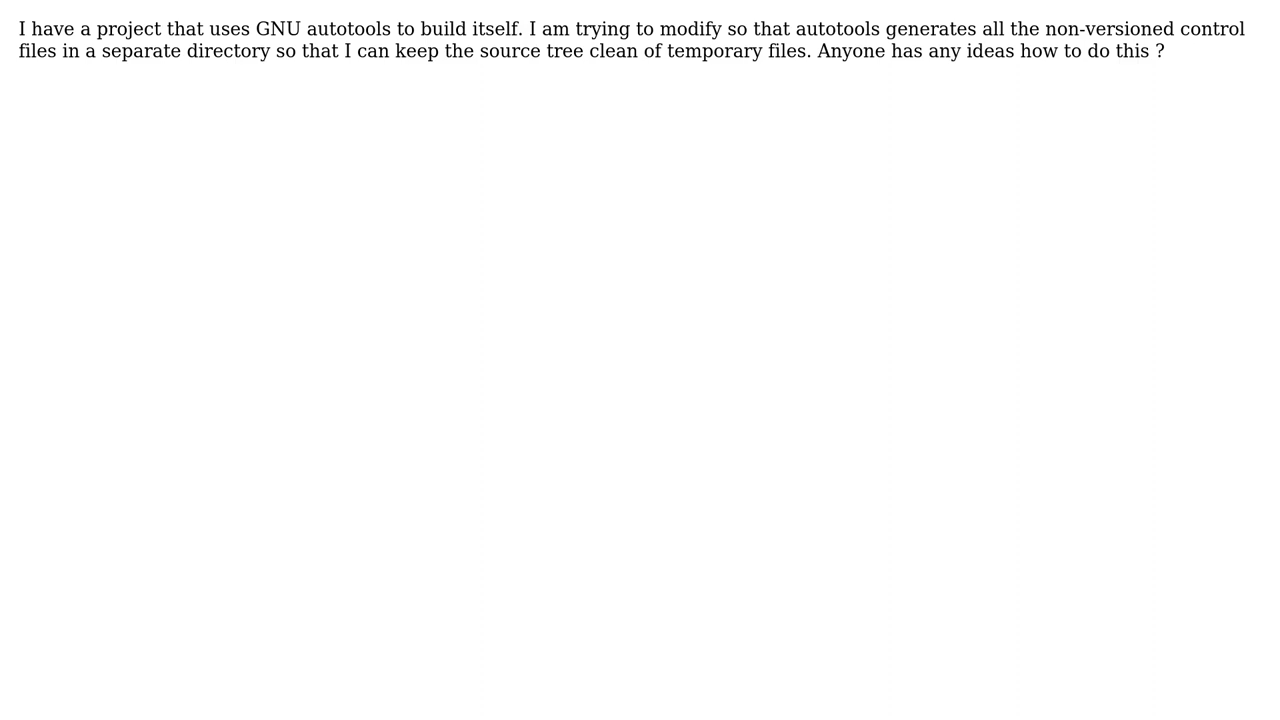 I have a project that uses GNU autotools to build itself. I am trying to modify so that autotools generates all the non-versioned control
files in a separate directory so that I can keep the source tree clean of temporary files. Anyone has any ideas how to do this ?